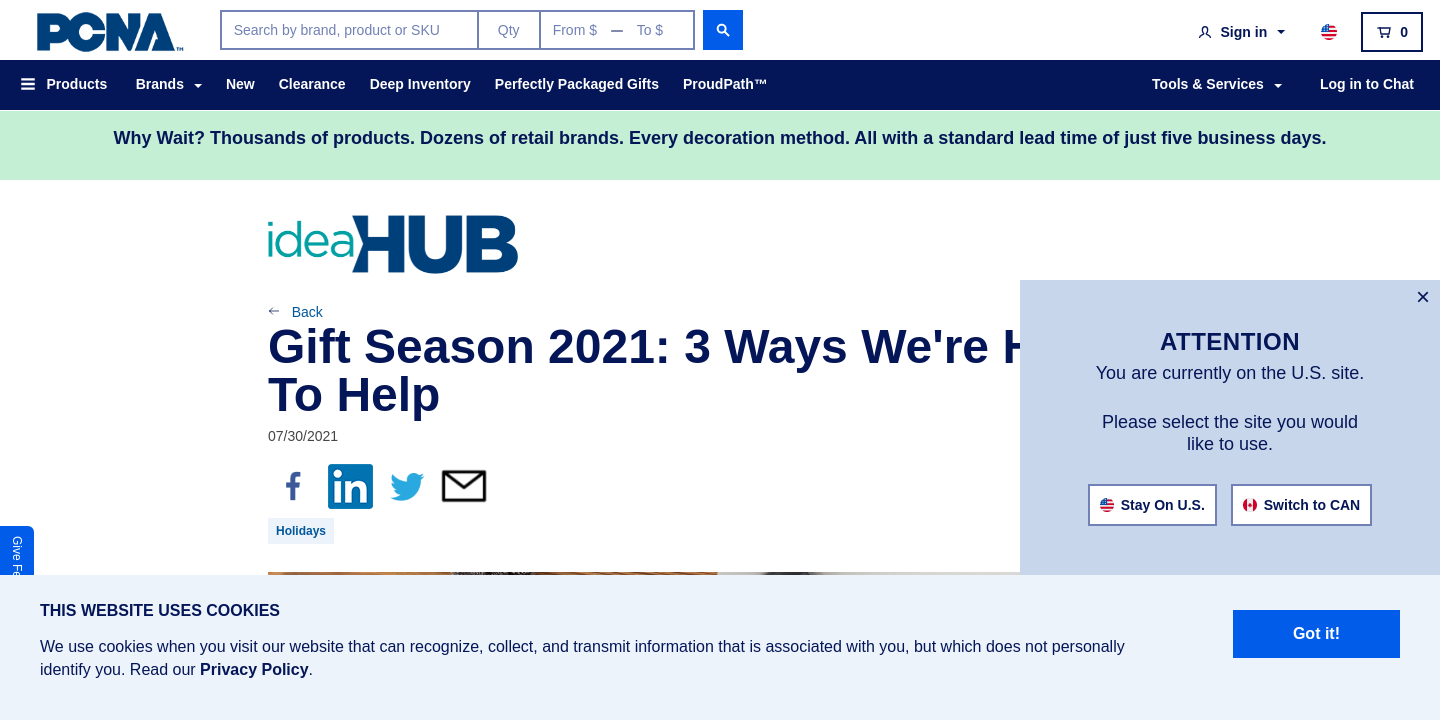 PCNA™
Search by brand, product or SKU
Qty
From $ — To $
Sign in
0
Products
Brands
New
Clearance
Deep Inventory
Perfectly Packaged Gifts
ProudPath™
Tools & Services
Log in to Chat
Why Wait? Thousands of products. Dozens of retail brands. Every decoration method. All with a standard lead time of just five business days.
ideaHUB
Back
Gift Season 2021: 3 Ways We're
To Help
07/30/2021
Holidays
×
ATTENTION
You are currently on the U.S. site.
Please select the site you would
like to use.
Stay On U.S.
Switch to CAN
Give
THIS WEBSITE USES COOKIES
We use cookies when you visit our website that can recognize, collect, and transmit information that is associated with you, but which does not personally
identify you. Read our Privacy Policy.
Got it!